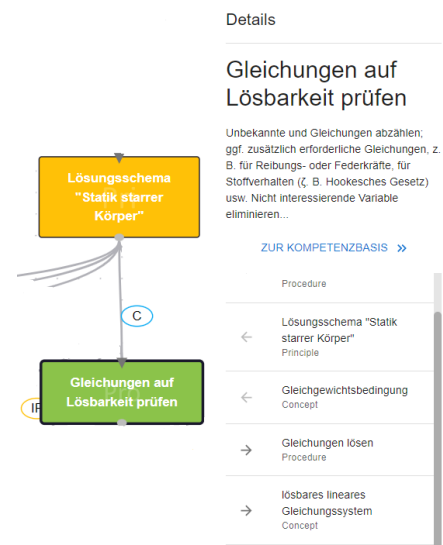 Details
Gleichungen auf
Lösbarkeit prüfen
Unbekannte und Gleichungen abzählen;
ggf. zusätzlich erforderliche Gleichungen, z.
B. für Reibungs- oder Federkräfte, für
Stoffverhalten (ζ. B. Hookesches Gesetz)
usw. Nicht interessierende Variable
eliminieren...
ZUR KOMPETENZBASIS
Procedure
Lösungsschema "Statik
starrer Körper"
Principle
Gleichgewichtsbedingung
Concept
Gleichungen lösen
Procedure
lösbares lineares
Gleichungssystem
Concept
Lösungsschema
"Statik starrer
Körper"
Pri
C
Gleichungen auf
Lösbarkeit prüfen
Pro